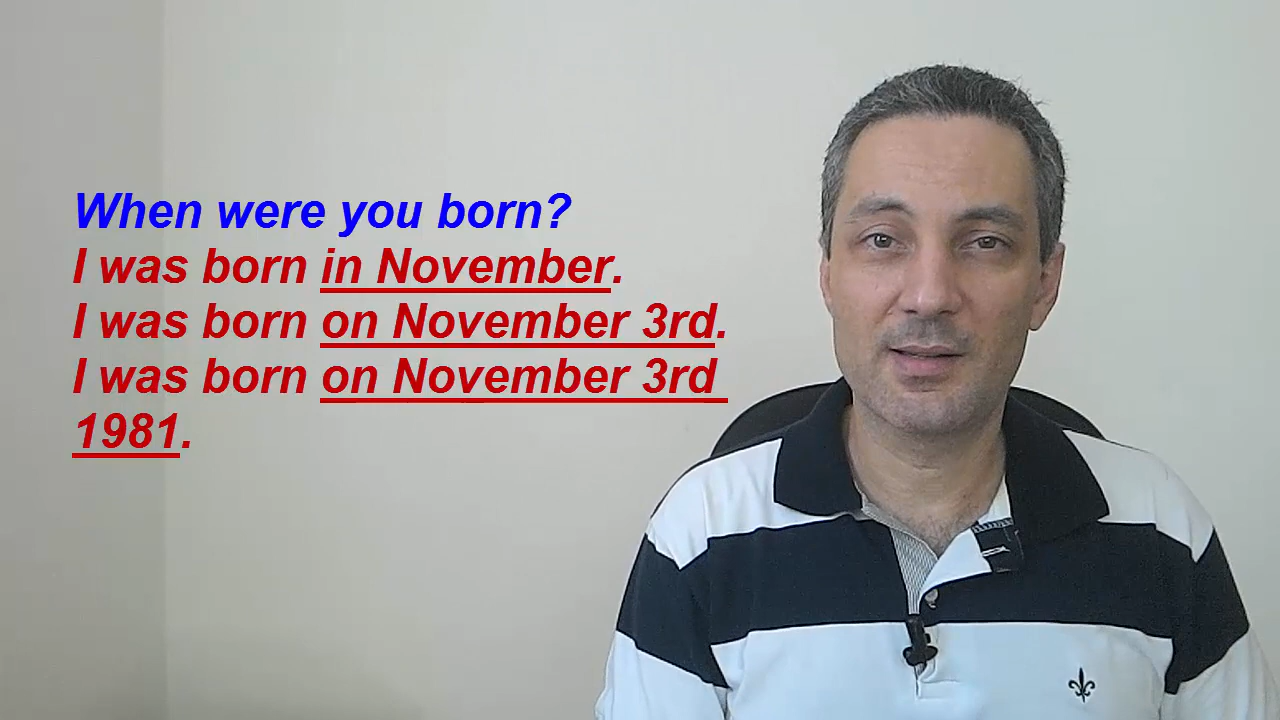 When were you born?
I was born in November.
I was born on November 3rd.
I was born on November 3rd
1981.